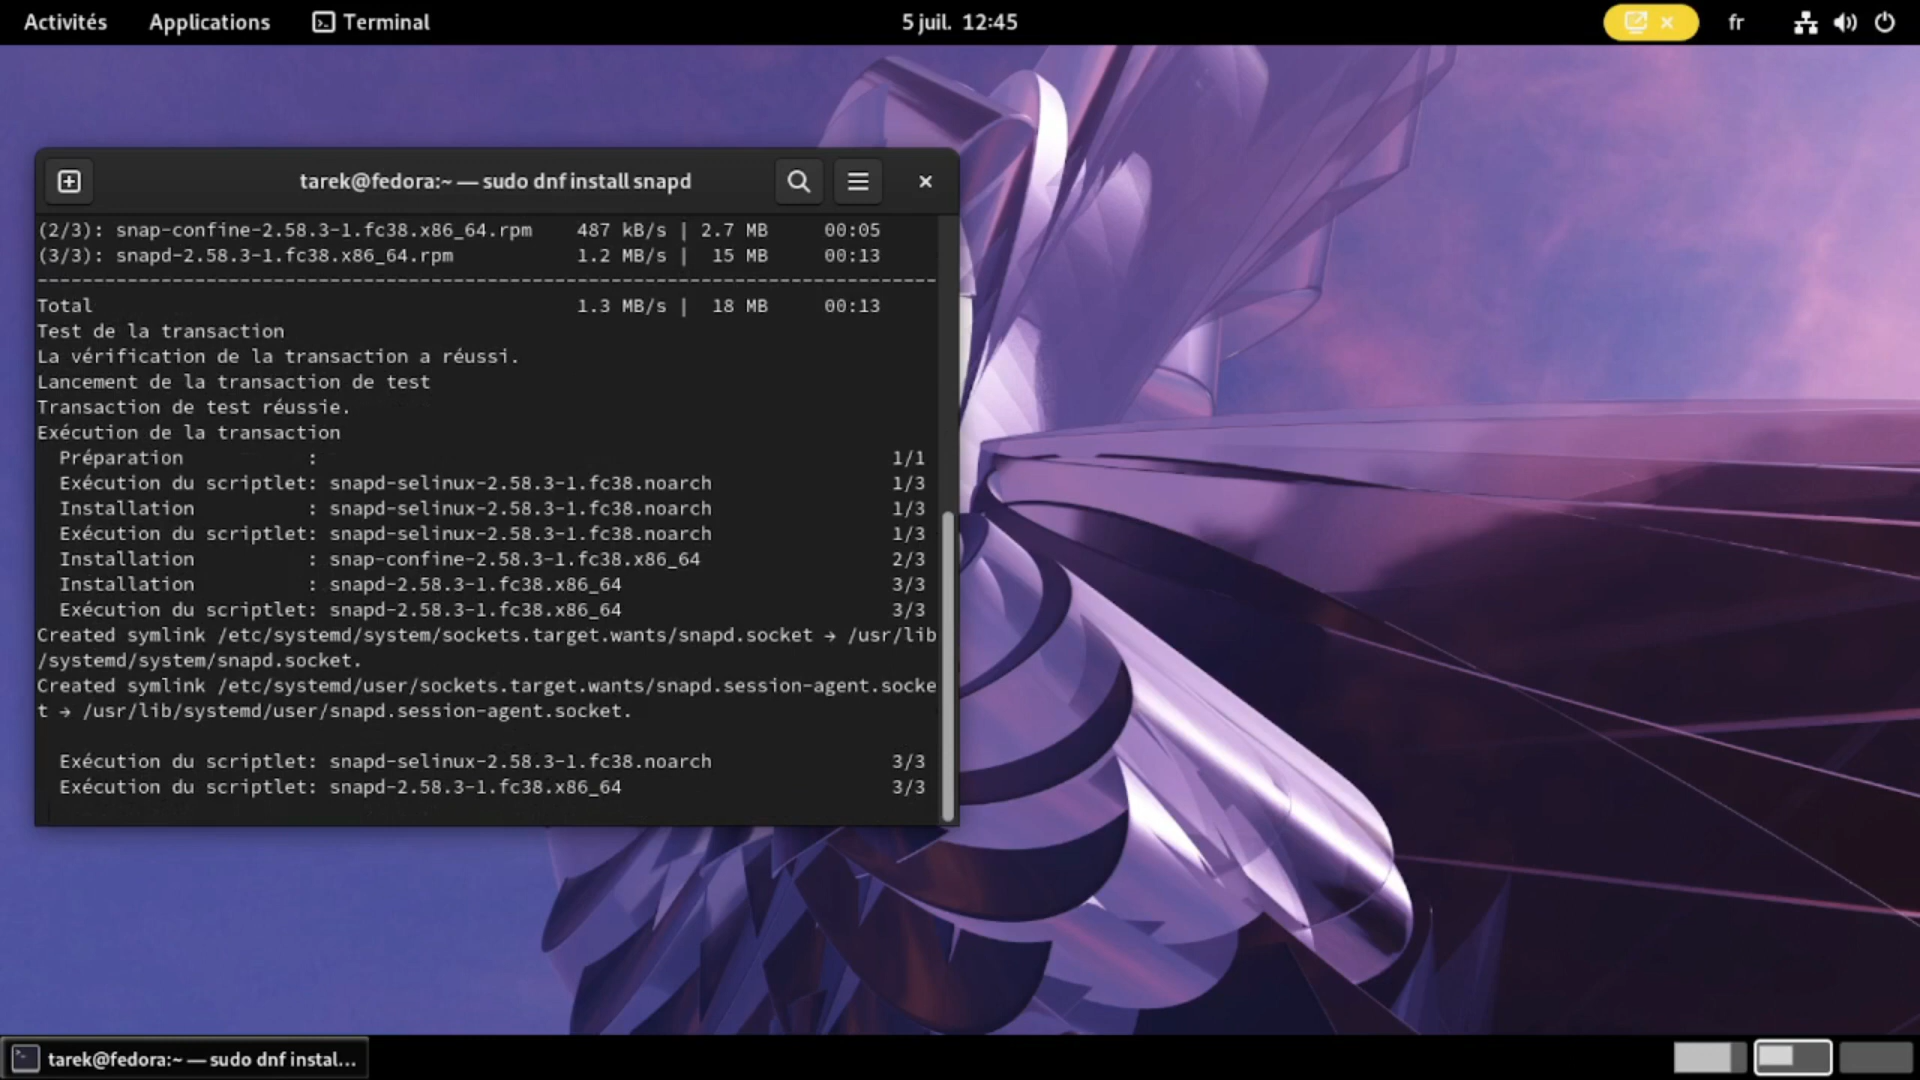 Activités Applications Terminal 5 juil. 12:45 fr
tarek@fedora:~ — sudo dnf install snapd
(2/3): snap-confine-2.58.3-1.fc38.x86_64.rpm 487 kB/s | 2.7 MB 00:05
(3/3): snapd-2.58.3-1.fc38.x86_64.rpm 1.2 MB/s | 15 MB 00:13
--------------------------------------------------------------------------------
Total 1.3 MB/s | 18 MB 00:13
Test de la transaction
La vérification de la transaction a réussi.
Lancement de la transaction de test
Transaction de test réussie.
Exécution de la transaction
Préparation : 1/1
Exécution du scriptlet: snapd-selinux-2.58.3-1.fc38.noarch 1/3
Installation : snapd-selinux-2.58.3-1.fc38.noarch 1/3
Exécution du scriptlet: snapd-selinux-2.58.3-1.fc38.noarch 1/3
Installation : snap-confine-2.58.3-1.fc38.x86_64 2/3
Installation : snapd-2.58.3-1.fc38.x86_64 3/3
Exécution du scriptlet: snapd-2.58.3-1.fc38.x86_64 3/3
Created symlink /etc/systemd/system/sockets.target.wants/snapd.socket → /usr/lib
/systemd/system/snapd.socket.
Created symlink /etc/systemd/user/sockets.target.wants/snapd.session-agent.socke
t → /usr/lib/systemd/user/snapd.session-agent.socket.
Exécution du scriptlet: snapd-selinux-2.58.3-1.fc38.noarch 3/3
Exécution du scriptlet: snapd-2.58.3-1.fc38.x86_64 3/3
tarek@fedora:~ — sudo dnf instal...